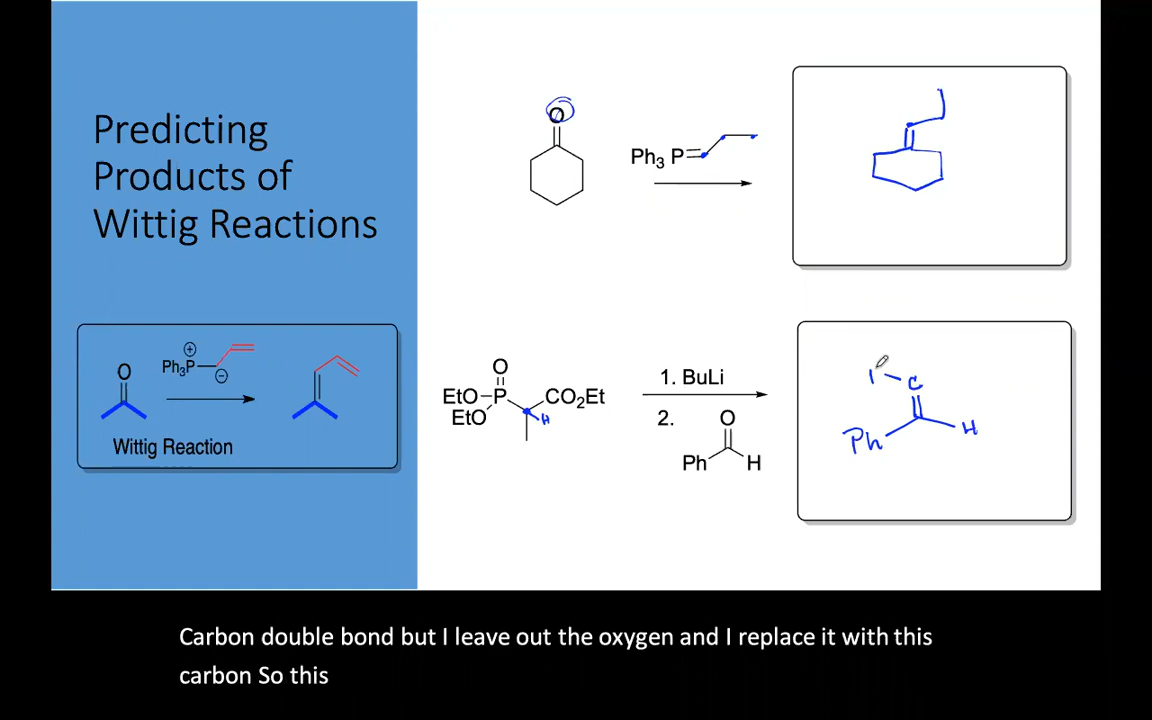 Predicting
Products of
Wittig Reactions
O
Ph3 P
O
Ph3P
⊕
⊖
Wittig Reaction
O
EtO-P
EtO
CO2Et
H
1. BuLi
2.
O
Ph
H
C
Ph
H
Carbon double bond but I leave out the oxygen and I replace it with this
carbon So this